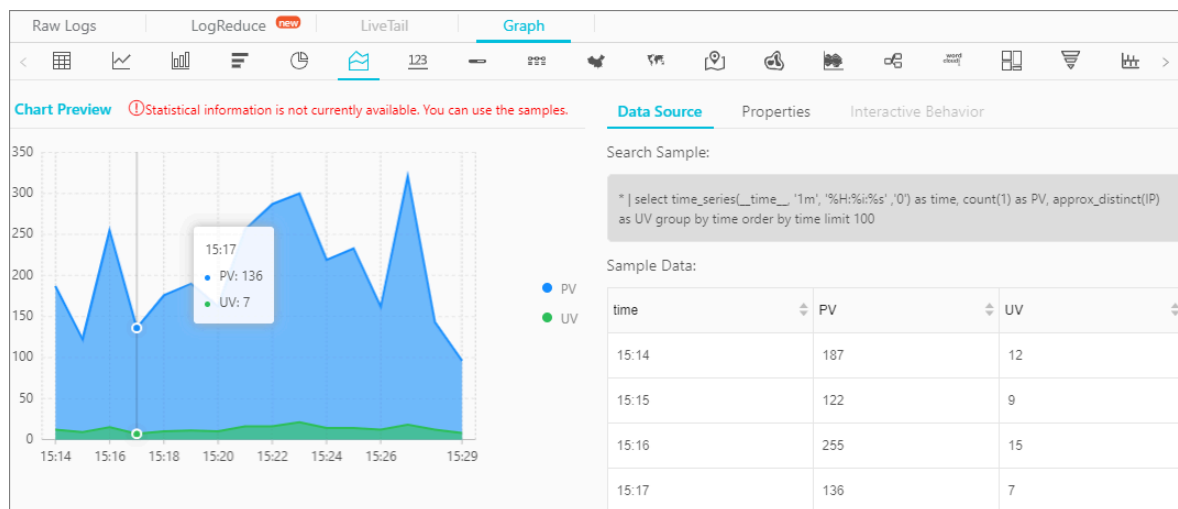 Raw Logs LogReduce new LiveTail Graph
123 word cloud
Chart Preview Statistical information is not currently available. You can use the samples.
Data Source Properties Interactive Behavior
Search Sample:
* | select time_series(__time__, '1m', '%H:%i:%s' ,'0') as time, count(1) as PV, approx_distinct(IP)
as UV group by time order by time limit 100
Sample Data:
time PV UV
15:14 187 12
15:15 122 9
15:16 255 15
15:17 136 7
350
300
250
200
150
100
50
0
15:14 15:16 15:18 15:20 15:22 15:24 15:26 15:29
15:17
PV: 136
UV: 7
PV
UV